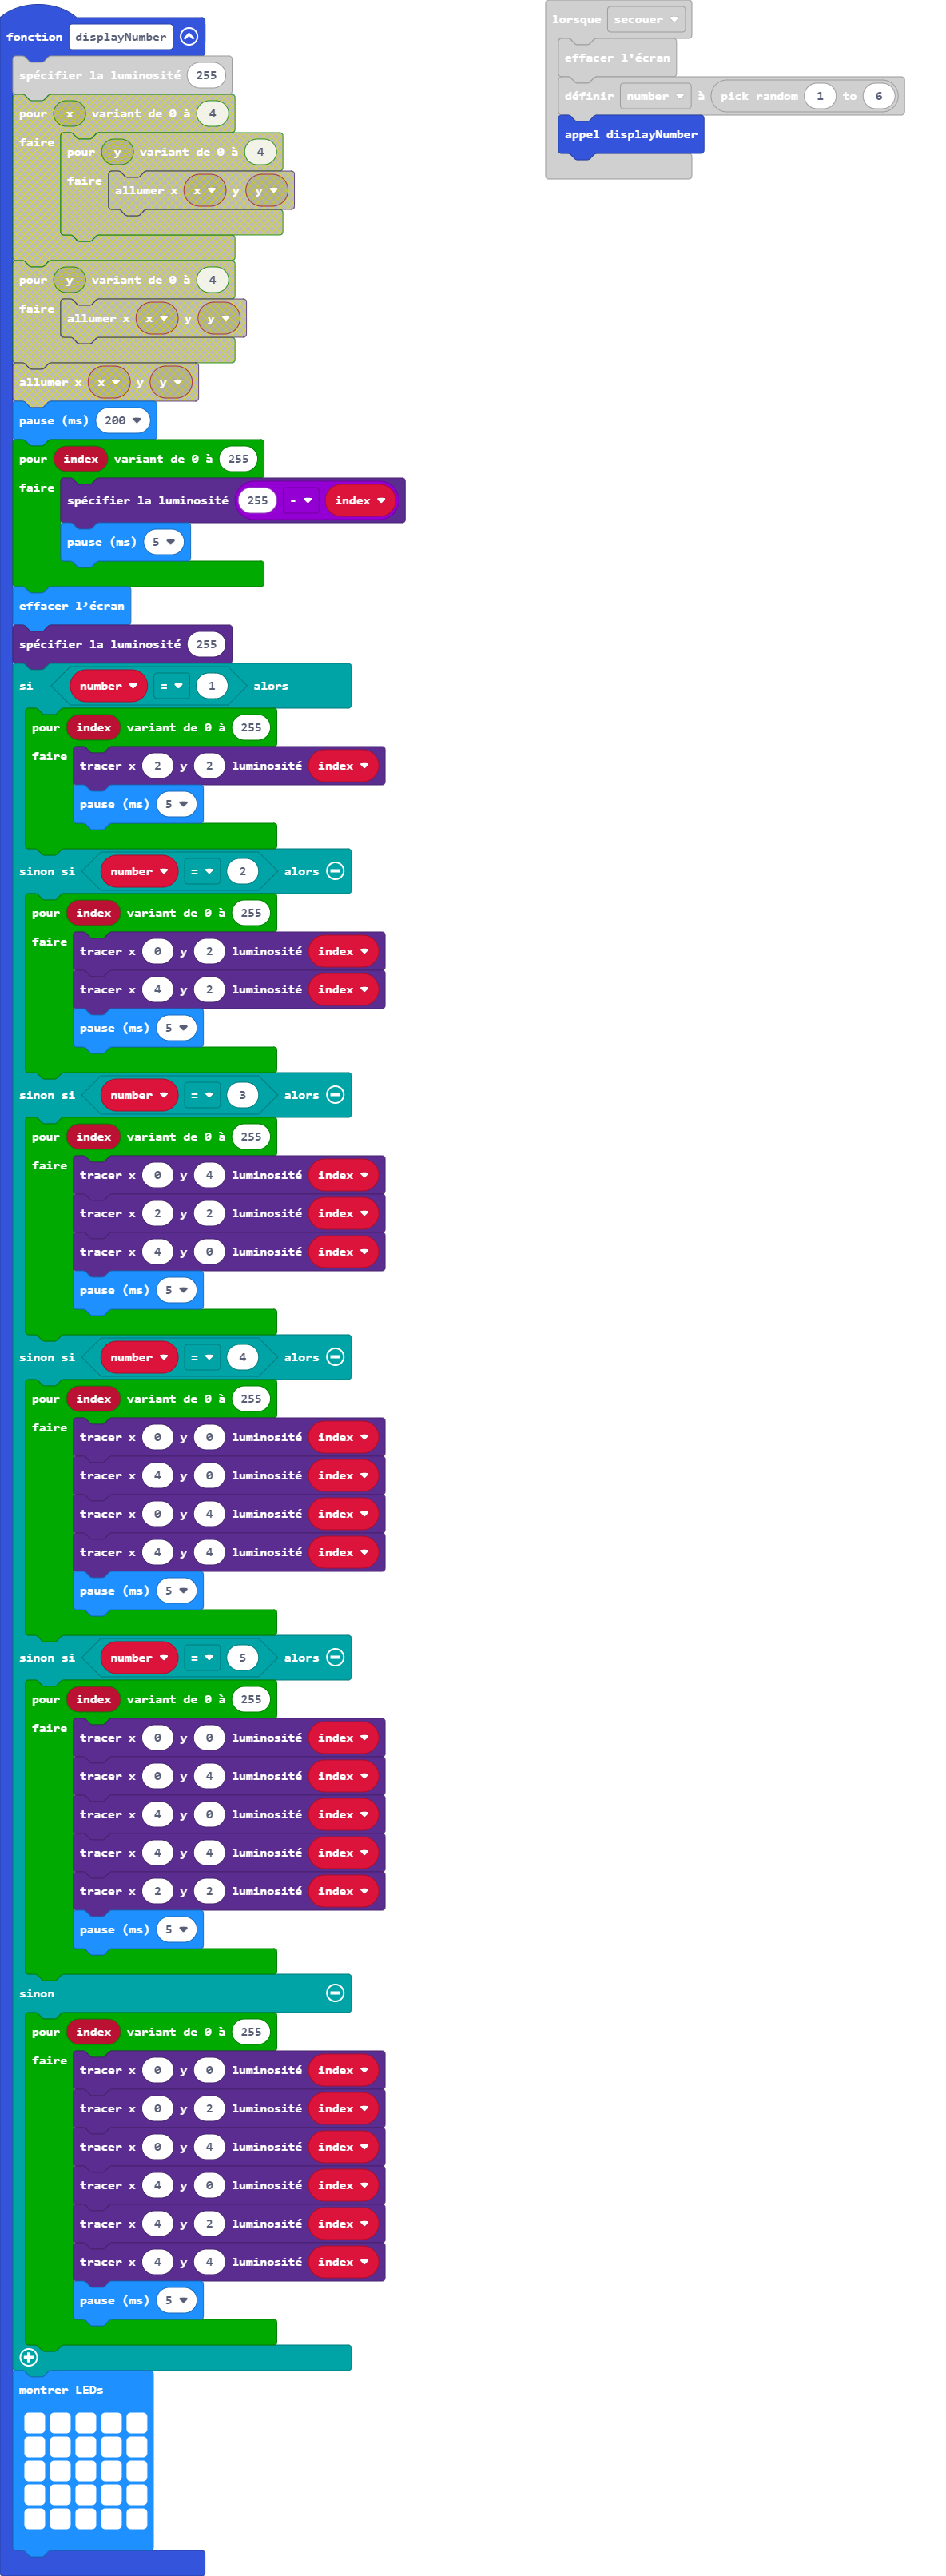 fonction displayNumber
spécifier la luminosité 255
pour x variant de 0 à 4
faire
pour y variant de 0 à 4
faire
allumer x x y y
pour y variant de 0 à 4
faire
allumer x x y y
allumer x x y y
pause (ms) 200
pour index variant de 0 à 255
faire
spécifier la luminosité 255 - index
pause (ms) 5
effacer l’écran
spécifier la luminosité 255
si number = 1 alors
pour index variant de 0 à 255
faire
tracer x 2 y 2 luminosité index
pause (ms) 5
sinon si number = 2 alors
pour index variant de 0 à 255
faire
tracer x 0 y 2 luminosité index
tracer x 4 y 2 luminosité index
pause (ms) 5
sinon si number = 3 alors
pour index variant de 0 à 255
faire
tracer x 0 y 4 luminosité index
tracer x 2 y 2 luminosité index
tracer x 4 y 0 luminosité index
pause (ms) 5
sinon si number = 4 alors
pour index variant de 0 à 255
faire
tracer x 0 y 0 luminosité index
tracer x 4 y 0 luminosité index
tracer x 0 y 4 luminosité index
tracer x 4 y 4 luminosité index
pause (ms) 5
sinon si number = 5 alors
pour index variant de 0 à 255
faire
tracer x 0 y 0 luminosité index
tracer x 0 y 4 luminosité index
tracer x 4 y 0 luminosité index
tracer x 4 y 4 luminosité index
tracer x 2 y 2 luminosité index
pause (ms) 5
sinon
pour index variant de 0 à 255
faire
tracer x 0 y 0 luminosité index
tracer x 0 y 2 luminosité index
tracer x 0 y 4 luminosité index
tracer x 4 y 0 luminosité index
tracer x 4 y 2 luminosité index
tracer x 4 y 4 luminosité index
pause (ms) 5
montrer LEDs
lorsque secouer
effacer l’écran
définir number à pick random 1 to 6
appel displayNumber